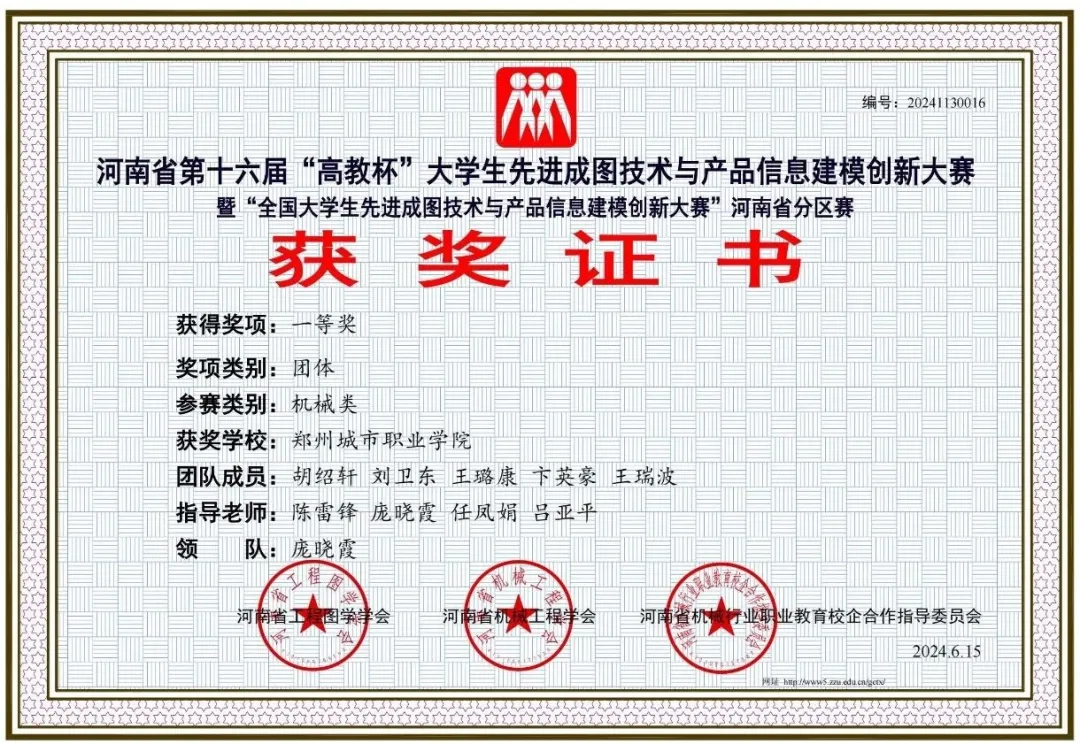 编号：20241130016
河南省第十六届“高教杯”大学生先进成图技术与产品信息建模创新大赛
暨“全国大学生先进成图技术与产品信息建模创新大赛”河南省分区赛
获奖证书
获得奖项：一等奖
奖项类别：团体
参赛类别：机械类
获奖学校：郑州城市职业学院
团队成员：胡绍轩 刘卫东 王璐康 卞英豪 王瑞波
指导老师：陈雷锋 庞晓霞 任凤娟 吕亚平
领 队：庞晓霞
河南省工程图学学会 河南省机械工程学会 河南省机械行业职业教育校企合作指导委员会
2024.6.15
网址 http://www5.zzu.edu.cn/gctx/